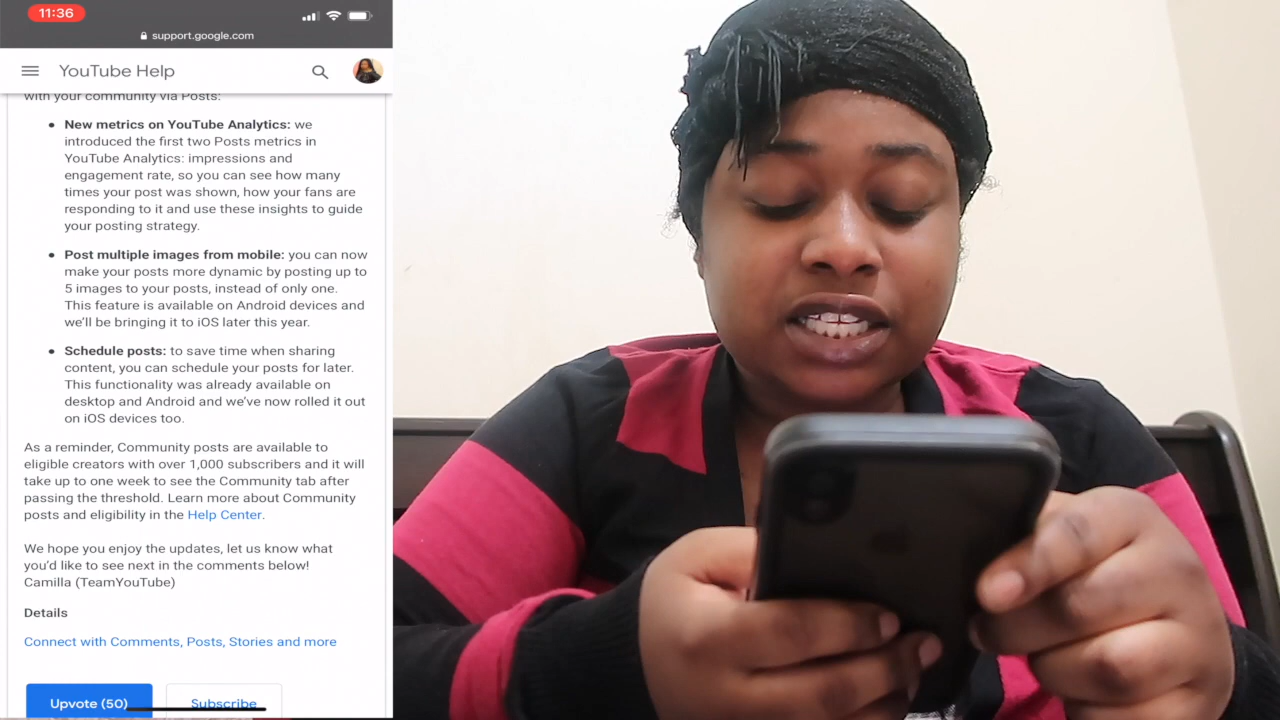 11:36
support.google.com
YouTube Help
with your community via Posts:
• New metrics on YouTube Analytics: we
introduced the first two Posts metrics in
YouTube Analytics: impressions and
engagement rate, so you can see how many
times your post was shown, how your fans are
responding to it and use these insights to guide
your posting strategy.
• Post multiple images from mobile: you can now
make your posts more dynamic by posting up to
5 images to your posts, instead of only one.
This feature is available on Android devices and
we'll be bringing it to iOS later this year.
• Schedule posts: to save time when sharing
content, you can schedule your posts for later.
This functionality was already available on
desktop and Android and we've now rolled it out
on iOS devices too.
As a reminder, Community posts are available to
eligible creators with over 1,000 subscribers and it will
take up to one week to see the Community tab after
passing the threshold. Learn more about Community
posts and eligibility in the Help Center.
We hope you enjoy the updates, let us know what
you'd like to see next in the comments below!
Camilla (TeamYouTube)
Details
Connect with Comments, Posts, Stories and more
Upvote (50)
Subscribe